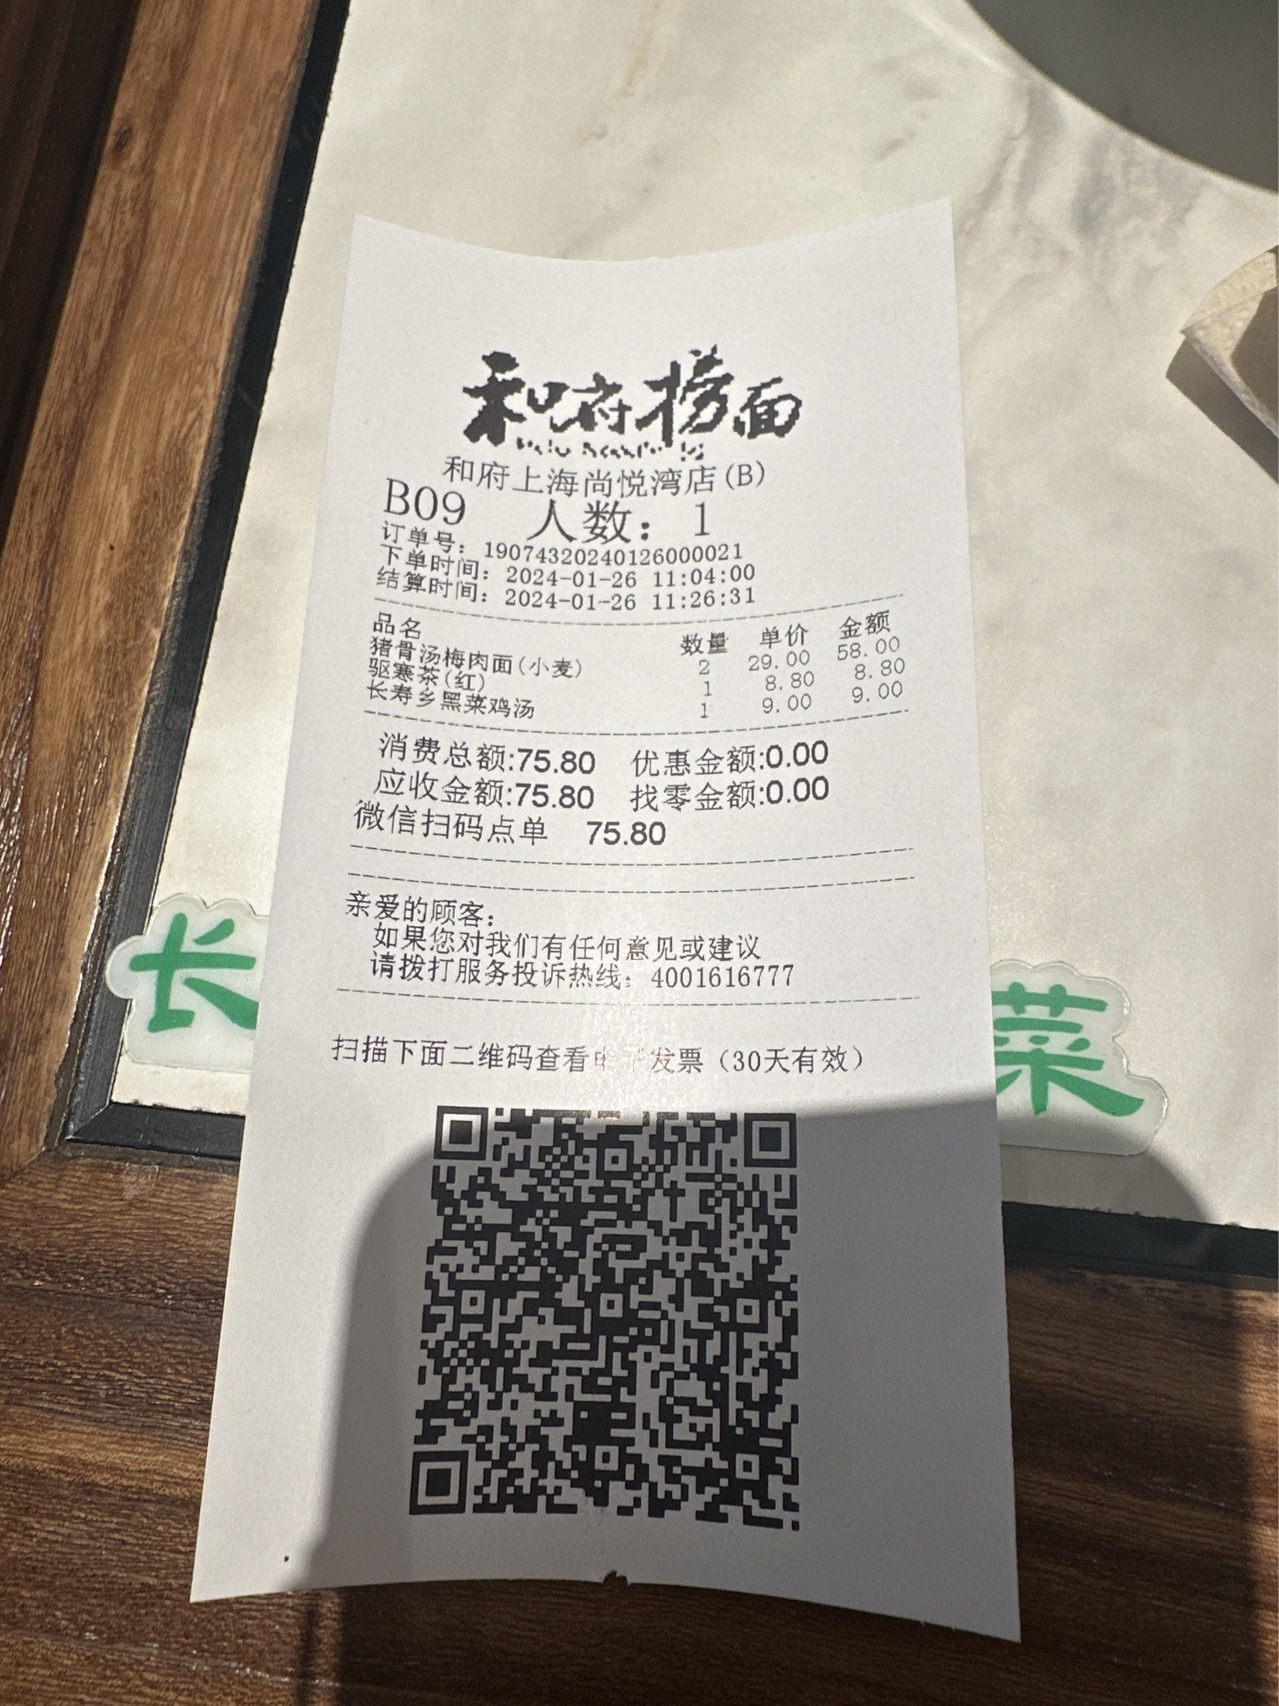 和府捞面
和府上海尚悦湾店(B)
B09 人数: 1
订单号: 19074320240126000021
下单时间: 2024-01-26 11:04:00
结算时间: 2024-01-26 11:26:31
品名 数量 单价 金额
猪骨汤梅肉面(小麦) 2 29.00 58.00
驱寒茶(红) 1 8.80 8.80
长寿乡黑菜鸡汤 1 9.00 9.00
消费总额:75.80 优惠金额:0.00
应收金额:75.80 找零金额:0.00
微信扫码点单 75.80
亲爱的顾客:
如果您对我们有任何意见或建议
请拨打服务投诉热线: 4001616777
扫描下面二维码查看电子发票（30天有效）
长
菜